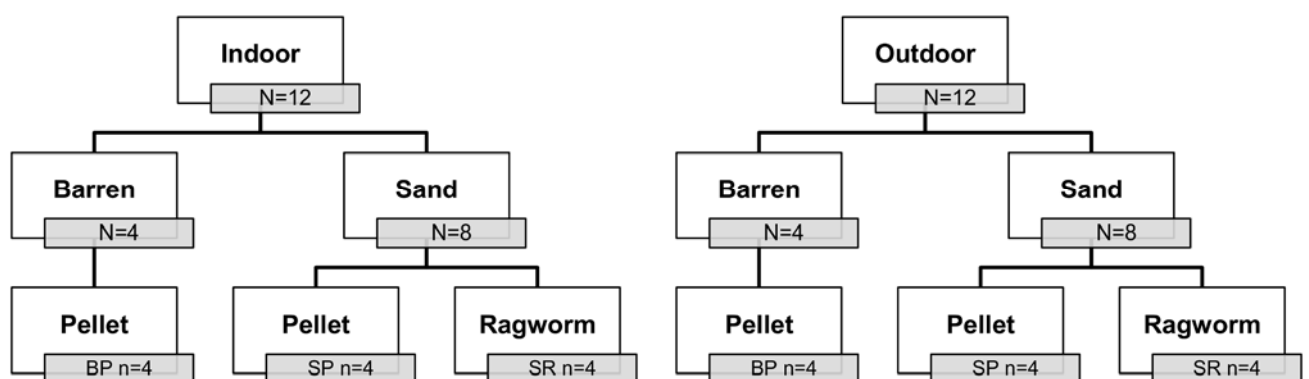 Indoor
N=12
Outdoor
N=12
Barren
N=4
Sand
N=8
Barren
N=4
Sand
N=8
Pellet
BP n=4
Pellet
SP n=4
Ragworm
SR n=4
Pellet
BP n=4
Pellet
SP n=4
Ragworm
SR n=4